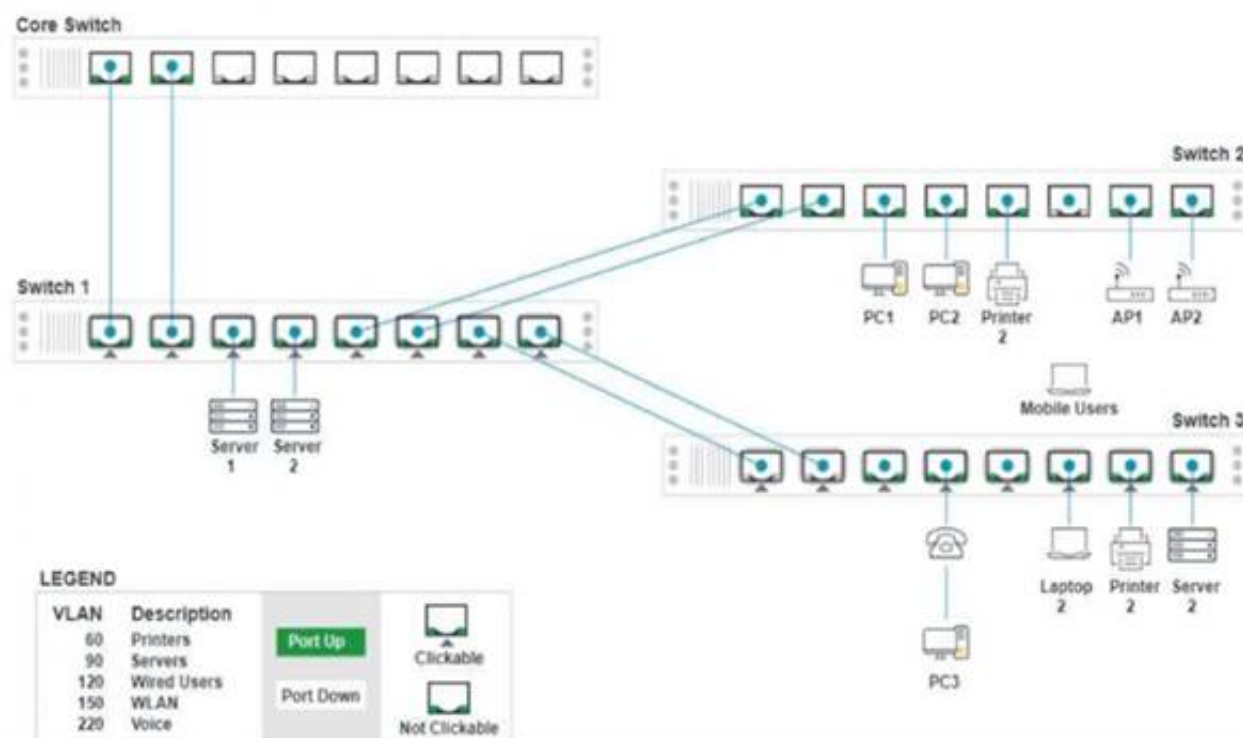 Core Switch
Switch 2
PC1
PC2
Printer
2
AP1
AP2
Switch 1
Server
1
Server
2
Mobile Users
Switch 3
Laptop
2
Printer
2
Server
2
PC3
LEGEND
VLAN Description
60 Printers
90 Servers
120 Wired Users
150 WLAN
220 Voice
Port Up
Port Down
Clickable
Not Clickable